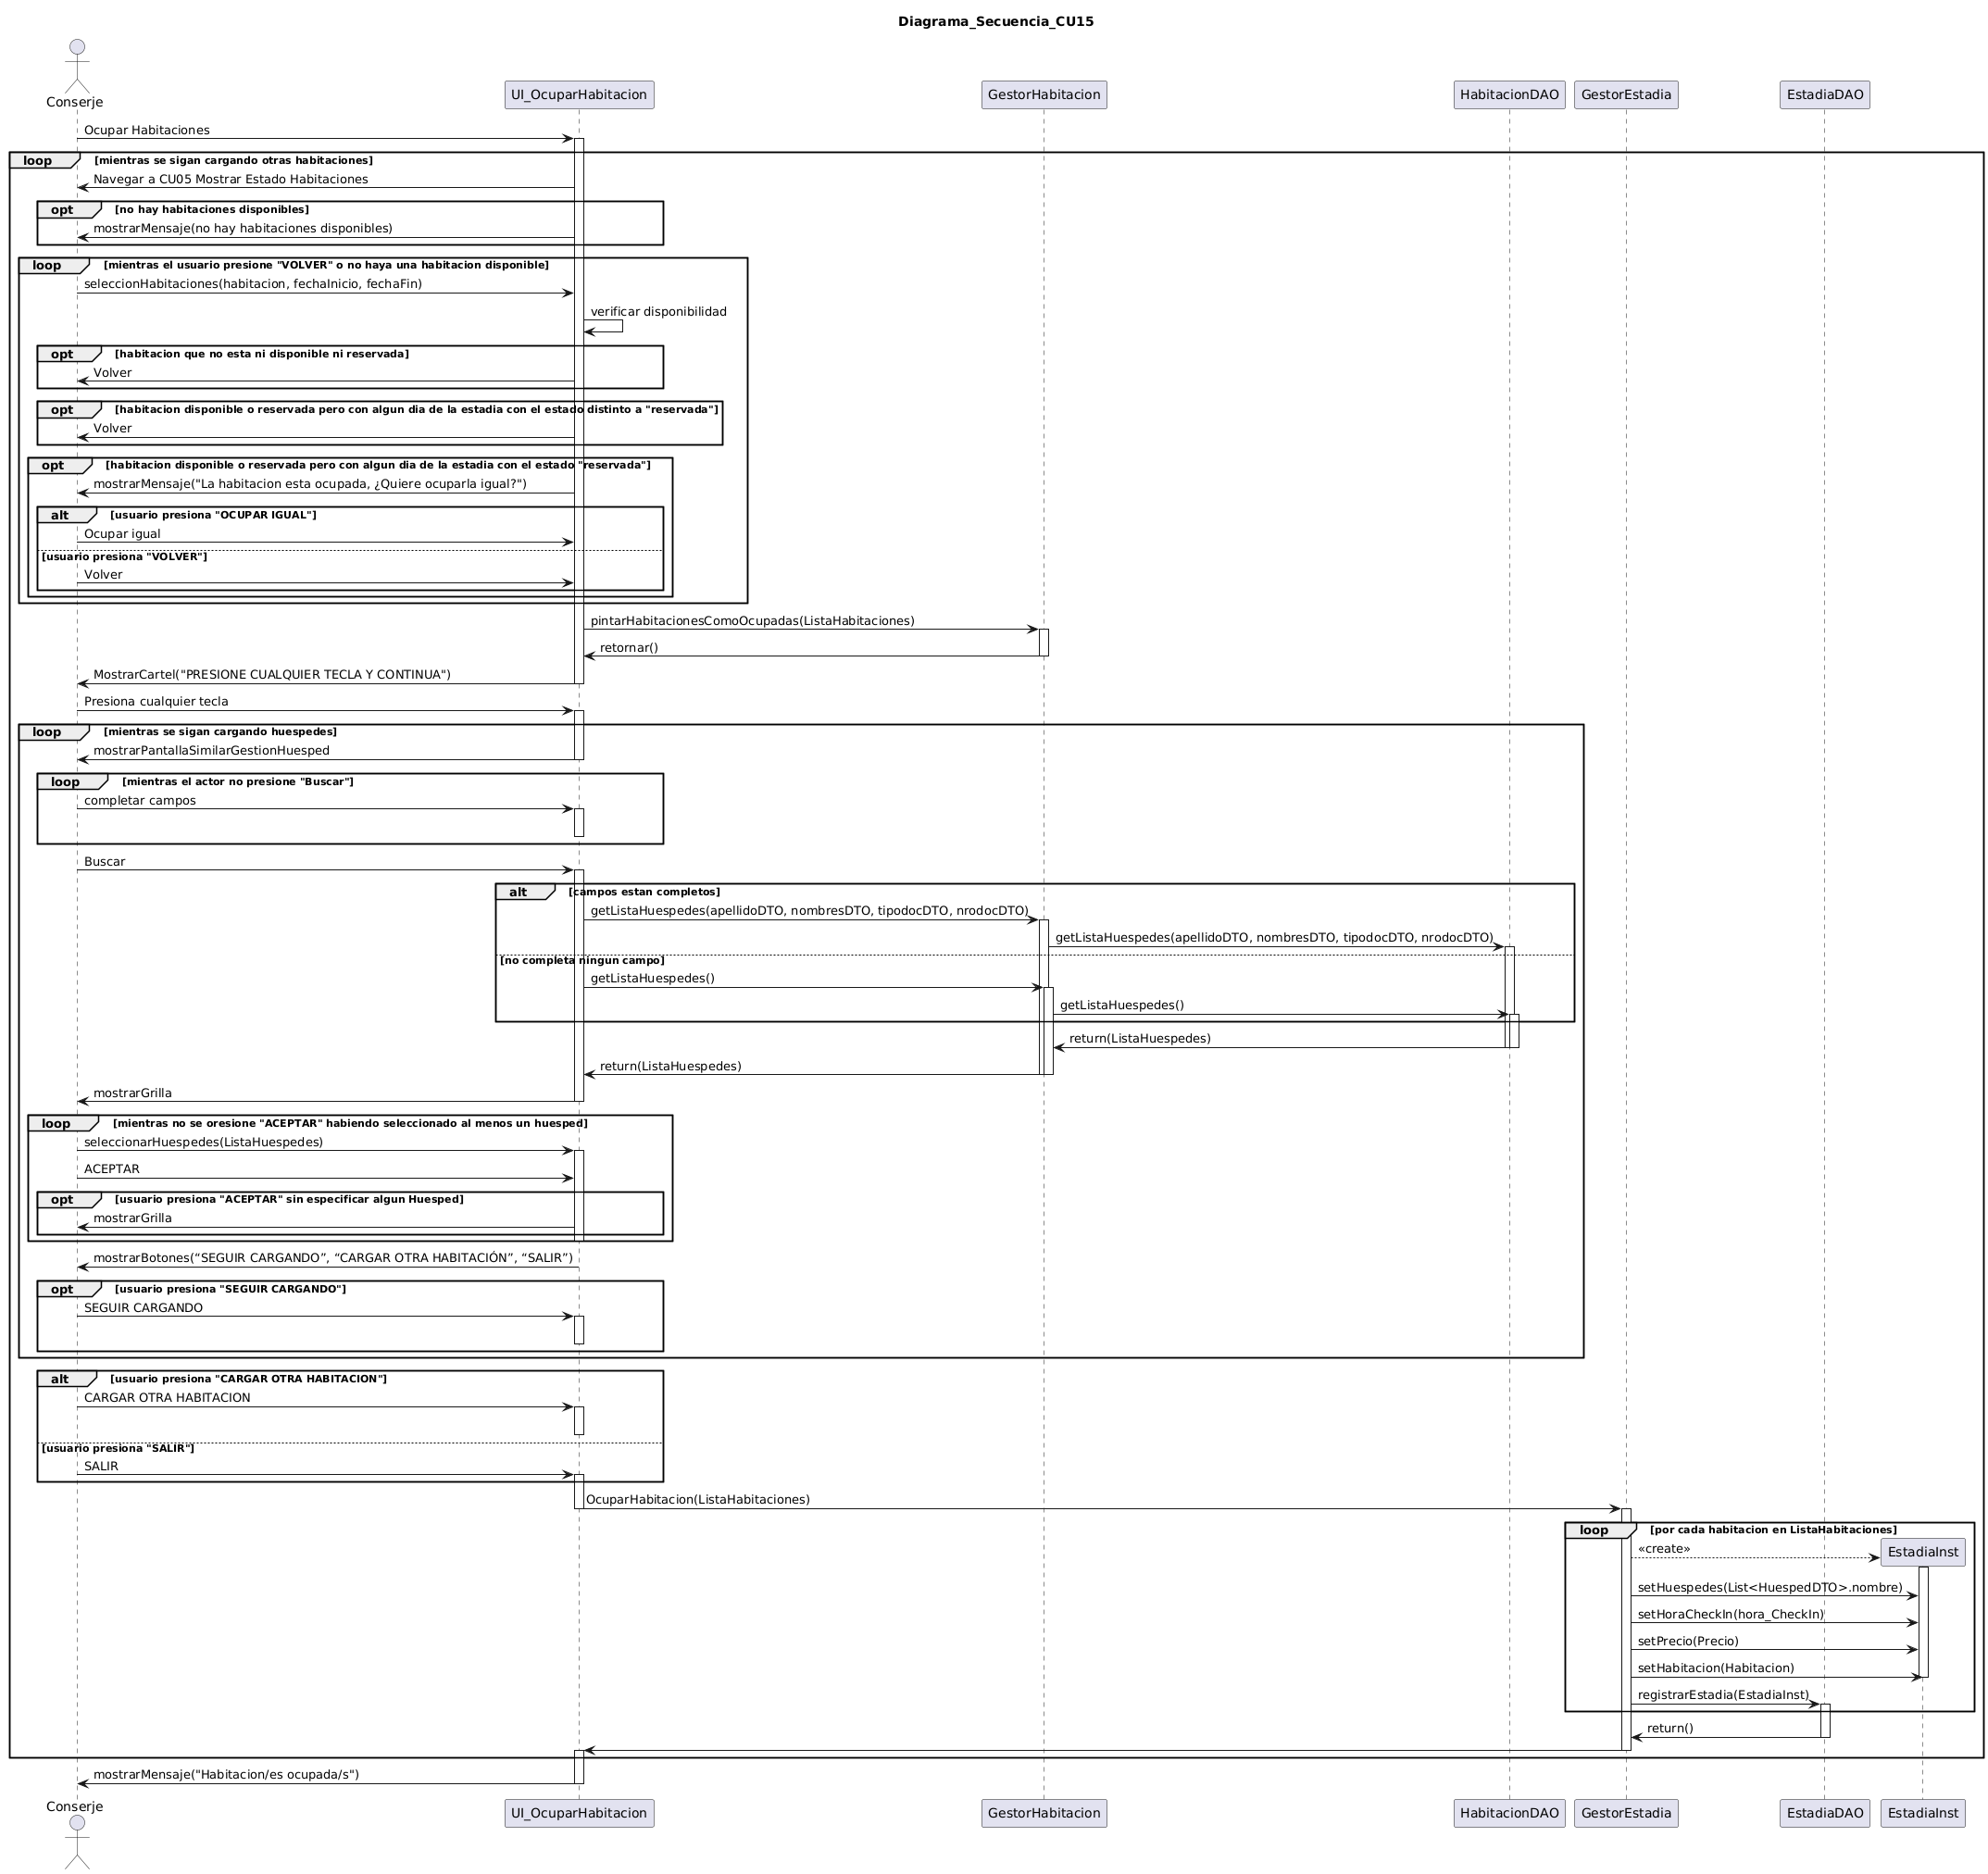 Diagrama_Secuencia_CU15
Conserje
UI_OcuparHabitacion
GestorHabitacion
HabitacionDAO
GestorEstadia
EstadiaDAO
Ocupar Habitaciones
loop [mientras se sigan cargando otras habitaciones]
Navegar a CU05 Mostrar Estado Habitaciones
opt [no hay habitaciones disponibles]
mostrarMensaje(no hay habitaciones disponibles)
loop [mientras el usuario presione "VOLVER" o no haya una habitacion disponible]
seleccionHabitaciones(habitacion, fechaInicio, fechaFin)
verificar disponibilidad
opt [habitacion que no esta ni disponible ni reservada]
Volver
opt [habitacion disponible o reservada pero con algun dia de la estadia con el estado distinto a "reservada"]
Volver
opt [habitacion disponible o reservada pero con algun dia de la estadia con el estado "reservada"]
mostrarMensaje("La habitacion esta ocupada, ¿Quiere ocuparla igual?")
alt [usuario presiona "OCUPAR IGUAL"]
Ocupar igual
[usuario presiona "VOLVER"]
Volver
pintarHabitacionesComoOcupadas(ListaHabitaciones)
retornar()
MostrarCartel("PRESIONE CUALQUIER TECLA Y CONTINUA")
Presiona cualquier tecla
loop [mientras se sigan cargando huespedes]
mostrarPantallaSimilarGestionHuesped
loop [mientras el actor no presione "Buscar"]
completar campos
Buscar
alt [campos estan completos]
getListaHuespedes(apellidoDTO, nombresDTO, tipodocDTO, nrodocDTO)
getListaHuespedes(apellidoDTO, nombresDTO, tipodocDTO, nrodocDTO)
[no completa ningun campo]
getListaHuespedes()
getListaHuespedes()
return(ListaHuespedes)
return(ListaHuespedes)
mostrarGrilla
loop [mientras no se oresione "ACEPTAR" habiendo seleccionado al menos un huesped]
seleccionarHuespedes(ListaHuespedes)
ACEPTAR
opt [usuario presiona "ACEPTAR" sin especificar algun Huesped]
mostrarGrilla
mostrarBotones(“SEGUIR CARGANDO”, “CARGAR OTRA HABITACIÓN”, “SALIR”)
opt [usuario presiona "SEGUIR CARGANDO"]
SEGUIR CARGANDO
alt [usuario presiona "CARGAR OTRA HABITACION"]
CARGAR OTRA HABITACION
[usuario presiona "SALIR"]
SALIR
OcuparHabitacion(ListaHabitaciones)
loop [por cada habitacion en ListaHabitaciones]
«create»
EstadiaInst
setHuespedes(List<HuespedDTO>.nombre)
setHoraCheckIn(hora_CheckIn)
setPrecio(Precio)
setHabitacion(Habitacion)
registrarEstadia(EstadiaInst)
return()
mostrarMensaje("Habitacion/es ocupada/s")
Conserje
UI_OcuparHabitacion
GestorHabitacion
HabitacionDAO
GestorEstadia
EstadiaDAO
EstadiaInst